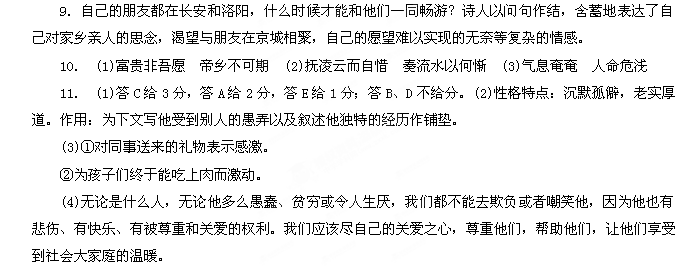 9. 自己的朋友都在长安和洛阳，什么时候才能和他们一同畅游？诗人以问句作结，含蓄地表达了自
己对家乡亲人的思念，渴望与朋友在京城相聚，自己的愿望难以实现的无奈等复杂的情感。
10. (1)富贵非吾愿　帝乡不可期　(2)抚凌云而自惜　奏流水以何惭　(3)气息奄奄　人命危浅
11. (1)答C给3分，答A给2分，答E给1分；答B、D不给分。(2)性格特点：沉默孤僻，老实厚
道。作用：为下文写他受到别人的愚弄以及叙述他独特的经历作铺垫。
(3)①对同事送来的礼物表示感激。
②为孩子们终于能吃上肉而激动。
(4)无论是什么人，无论他多么愚蠢、贫穷或令人生厌，我们都不能去欺负或者嘲笑他，因为他也有
悲伤、有快乐、有被尊重和关爱的权利。我们应该尽自己的关爱之心，尊重他们，帮助他们，让他们享受
到社会大家庭的温暖。